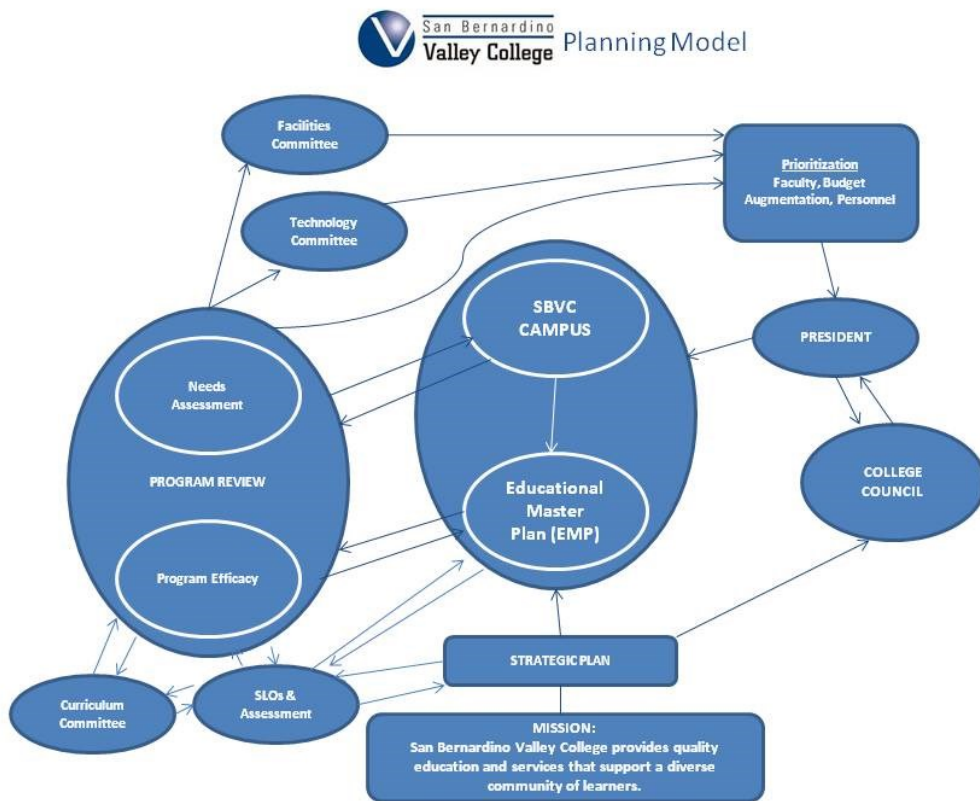 San Bernardino
Valley College
Planning Model
Facilities
Committee
Prioritization
Faculty, Budget
Augmentation, Personnel
Technology
Committee
SBVC
CAMPUS
PRESIDENT
Needs
Assessment
PROGRAM REVIEW
COLLEGE
COUNCIL
Educational
Master
Plan (EMP)
Program Efficacy
STRATEGIC PLAN
Curriculum
Committee
SLOs &
Assessment
MISSION:
San Bernardino Valley College provides quality
education and services that support a diverse
community of learners.